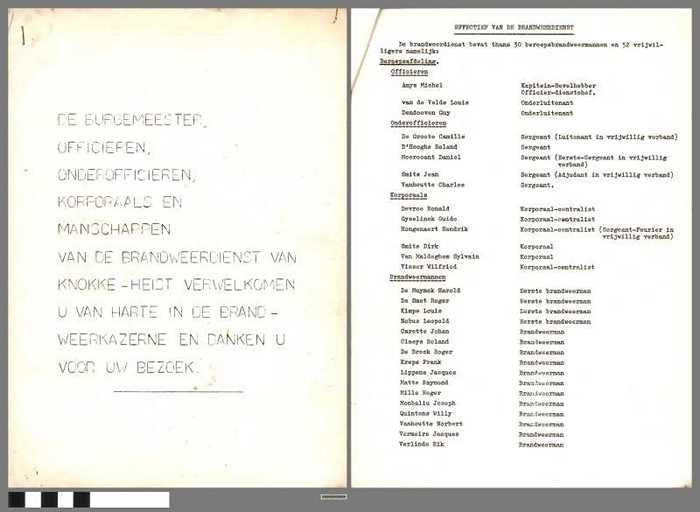 DE BURGEMEESTER,
OFFICIEREN,
ONDEROFFICIEREN,
KORPORAALS EN
MANSCHAPPEN
VAN DE BRANDWEERDIENST VAN
KNOKKE-HEIST VERWELKOMEN
U VAN HARTE IN DE BRAND-
WEERKAZERNE EN DANKEN U
VOOR UW BEZOEK.
EFFECTIEF VAN DE BRANDWEERDIENST
De brandweerdienst bevat thans 30 beroepsbrandweermannen en 52 vrijwil-
ligers namelijk:
Beroepsafdeling.
Officieren
Anys Michel Kapitein-Bevelhebber
Officier-dienstchef.
van de Velde Louis Onderluitenant
Dendooven Guy Onderluitenant
Onderofficieren
De Groote Camille Sergeant (Luitenant in vrijwillig verband)
D'Hooghe Roland Sergeant
Daniel Sergeant (Eerste-Sergeant in vrijwillig
verband)
Smits Jean Sergeant (Adjudant in vrijwillig verband)
Vanhoutte Charles Sergeant.
Korporaals
Devroe Ronald Korporaal-centralist
Gyselinck Guido Korporaal-centralist
Hongenaert Hendrik Korporaal-centralist (Sergeant-Fourier in
vrijwillig verband)
Smits Dirk Korporaal
Van Maldeghem Sylvain Korporaal
Visser Wilfried Korporaal-centralist
Brandweermannen
De Muynck Harold Eerste brandweerman
De Smet Roger Eerste brandweerman
Kimpe Louis Eerste brandweerman
Nobus Leopold Eerste brandweerman
Carette Johan Brandweerman
Claeys Roland Brandweerman
De Brock Roger Brandweerman
Kreps Frank Brandweerman
Lippens Jacques Brandweerman
Matte Raymond Brandweerman
Mille Roger Brandweerman
Monbaliu Joseph Brandweerman
Quintens Willy Brandweerman
Vanhoutte Norbert Brandweerman
Vermeire Jacques Brandweerman
Verlinde Rik Brandweerman